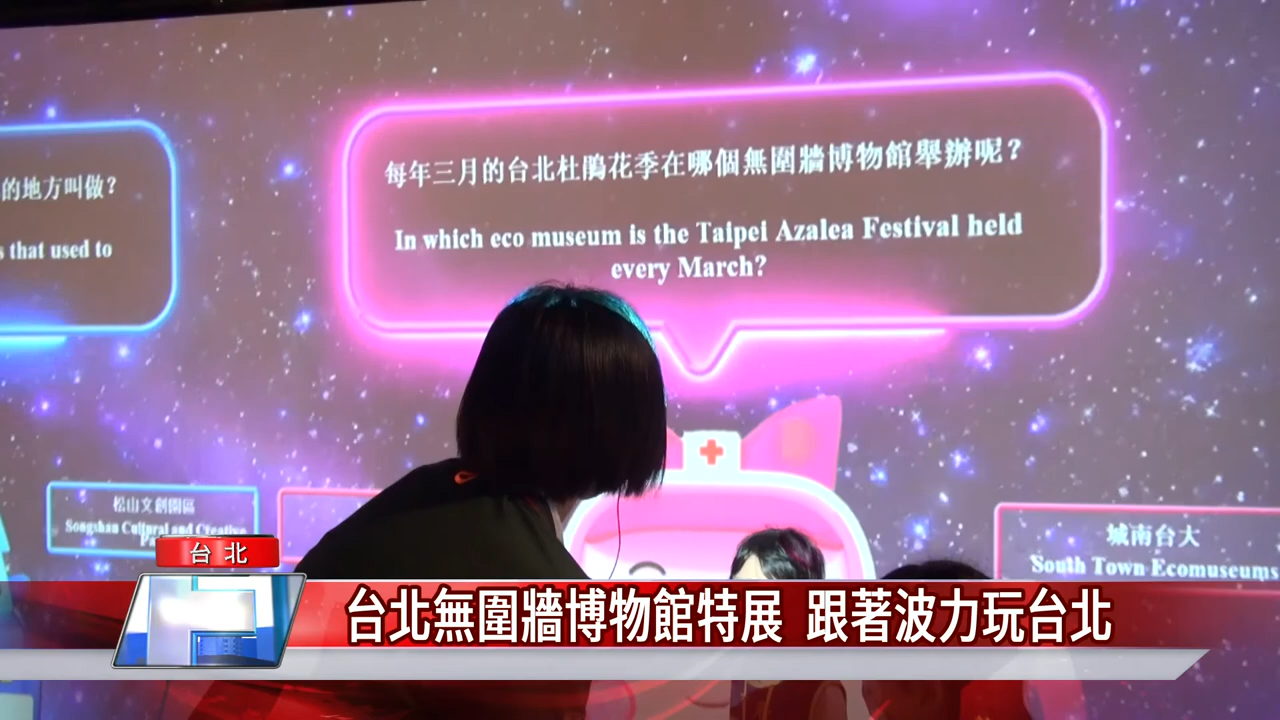 的地方叫做?
s that used to
每年三月的台北杜鵑花季在哪個無圍牆博物館舉辦呢?
In which eco museum is the Taipei Azalea Festival held
every March?
松山文創園區
Songshan Cultural and Creative
Pa
城南台大
South Town Ecomuseums
台北
台北無圍牆博物館特展 跟著波力玩台北